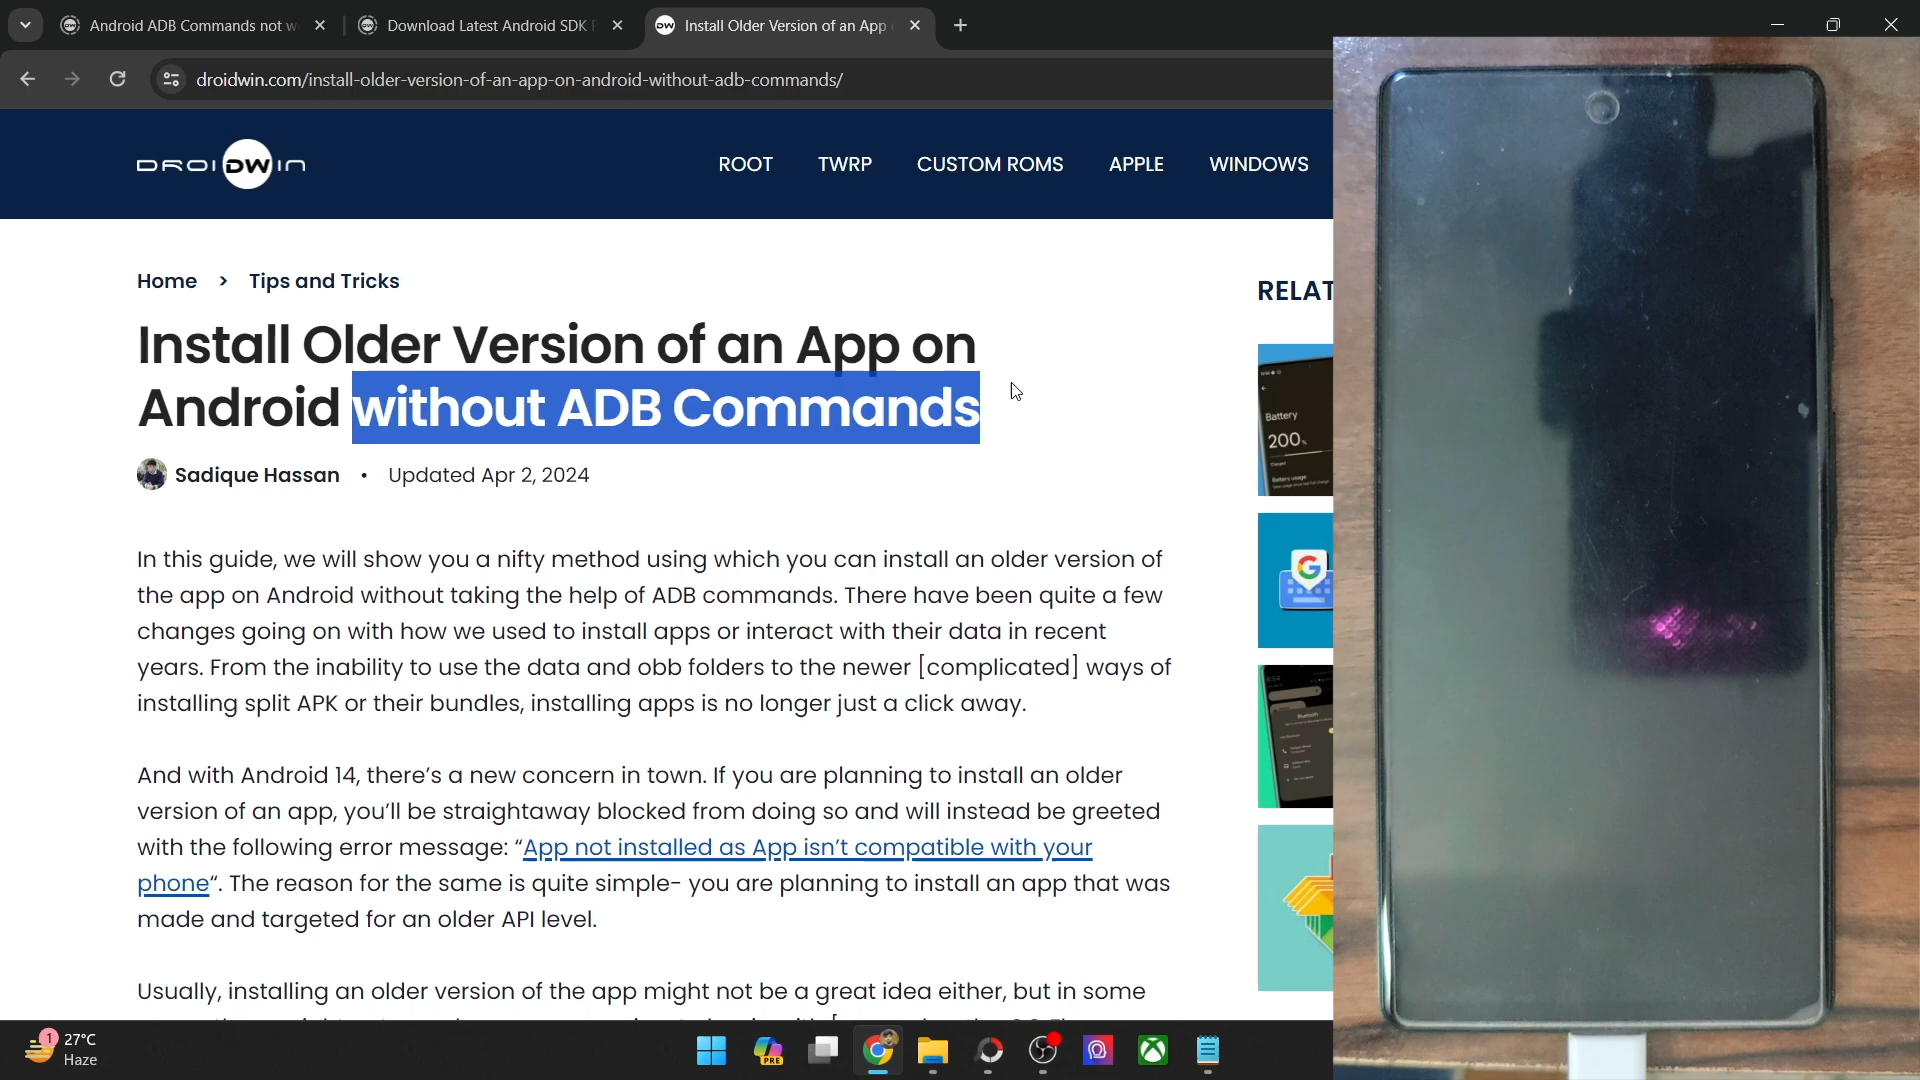 Android ADB Commands not w
Download Latest Android SDK
Install Older Version of an App
droidwin.com/install-older-version-of-an-app-on-android-without-adb-commands/
DROIDWIN
ROOT TWRP CUSTOM ROMS APPLE WINDOWS
Home > Tips and Tricks
RELAT
Install Older Version of an App on
Android without ADB Commands
Sadique Hassan • Updated Apr 2, 2024
Battery
200%
In this guide, we will show you a nifty method using which you can install an older version of
the app on Android without taking the help of ADB commands. There have been quite a few
changes going on with how we used to install apps or interact with their data in recent
years. From the inability to use the data and obb folders to the newer [complicated] ways of
installing split APK or their bundles, installing apps is no longer just a click away.
And with Android 14, there’s a new concern in town. If you are planning to install an older
version of an app, you’ll be straightaway blocked from doing so and will instead be greeted
with the following error message: “App not installed as App isn’t compatible with your
phone“. The reason for the same is quite simple- you are planning to install an app that was
made and targeted for an older API level.
Usually, installing an older version of the app might not be a great idea either, but in some
1
27°C
Haze
PRE